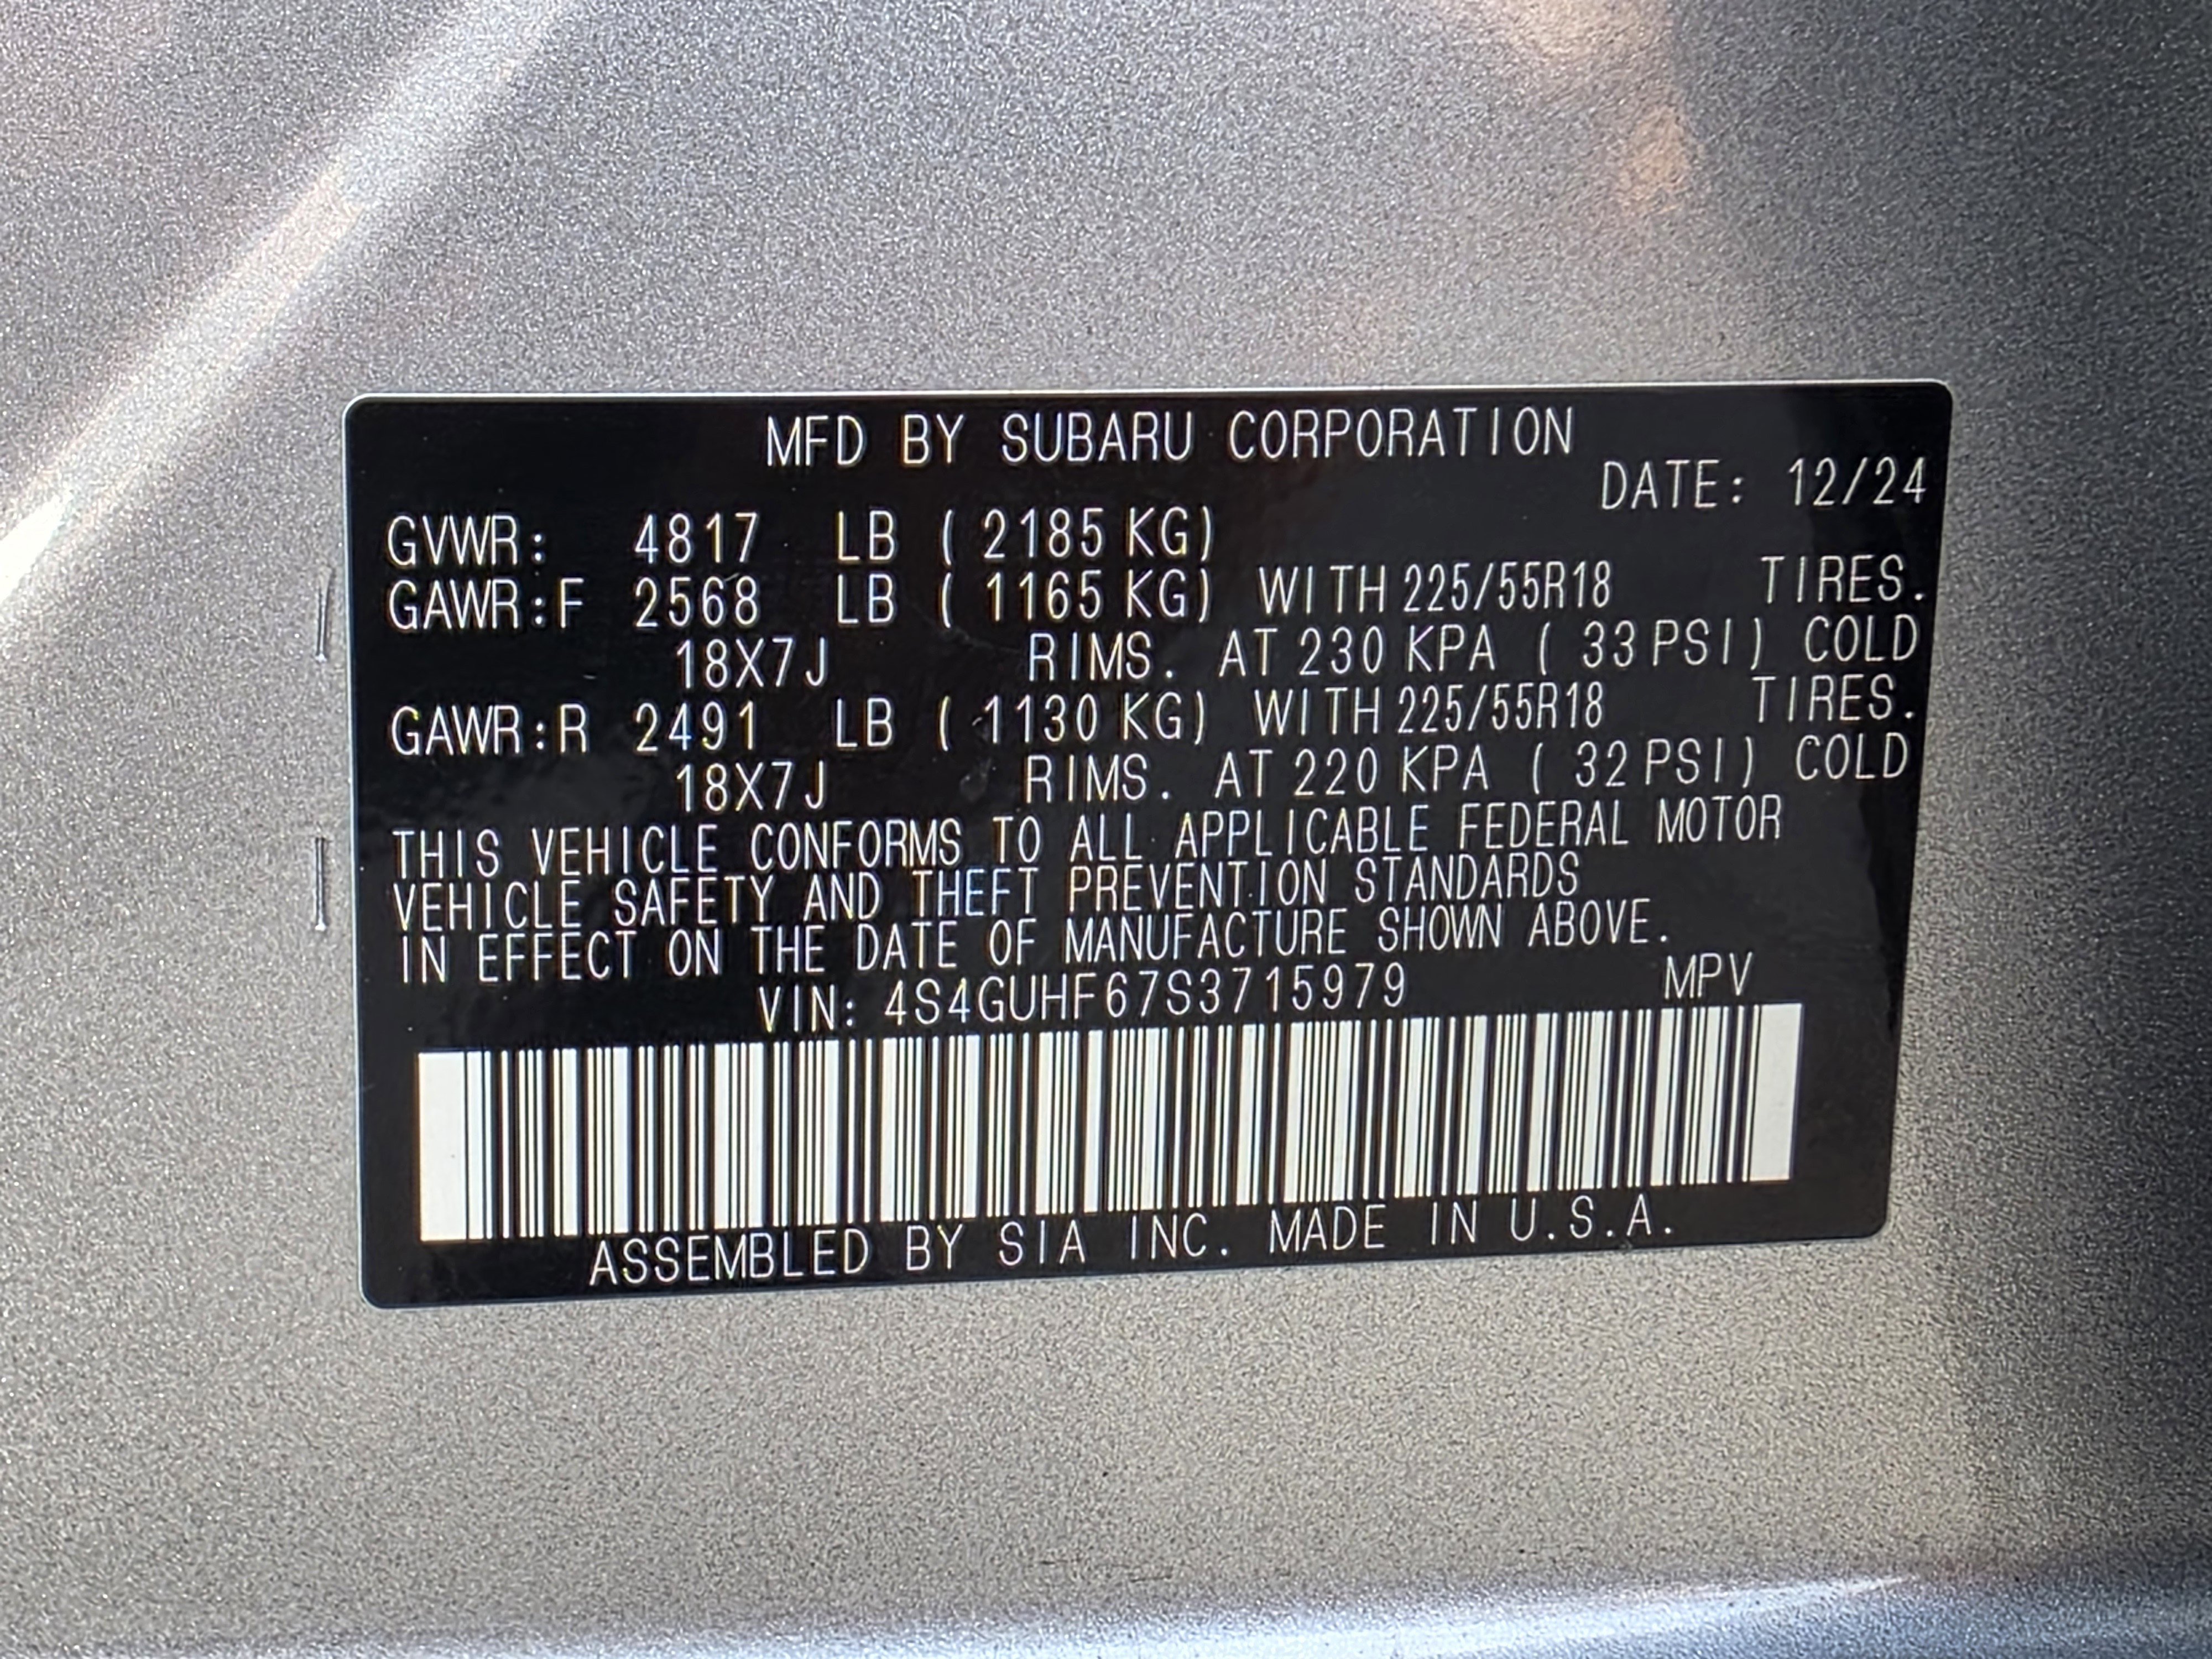 MFD BY SUBARU CORPORATION
DATE: 12/24
GVWR: 4817 LB ( 2185 KG)
GAWR:F 2568 LB ( 1165 KG) WITH 225/55R18 TIRES.
18X7J RIMS. AT 230 KPA ( 33 PSI) COLD
GAWR:R 2491 LB ( 1130 KG) WITH 225/55R18 TIRES.
18X7J RIMS. AT 220 KPA ( 32 PSI) COLD
THIS VEHICLE CONFORMS TO ALL APPLICABLE FEDERAL MOTOR
VEHICLE SAFETY AND THEFT PREVENTION STANDARDS
IN EFFECT ON THE DATE OF MANUFACTURE SHOWN ABOVE.
VIN: 4S4GUHF67S3715979 MPV
ASSEMBLED BY SIA INC. MADE IN U.S.A.